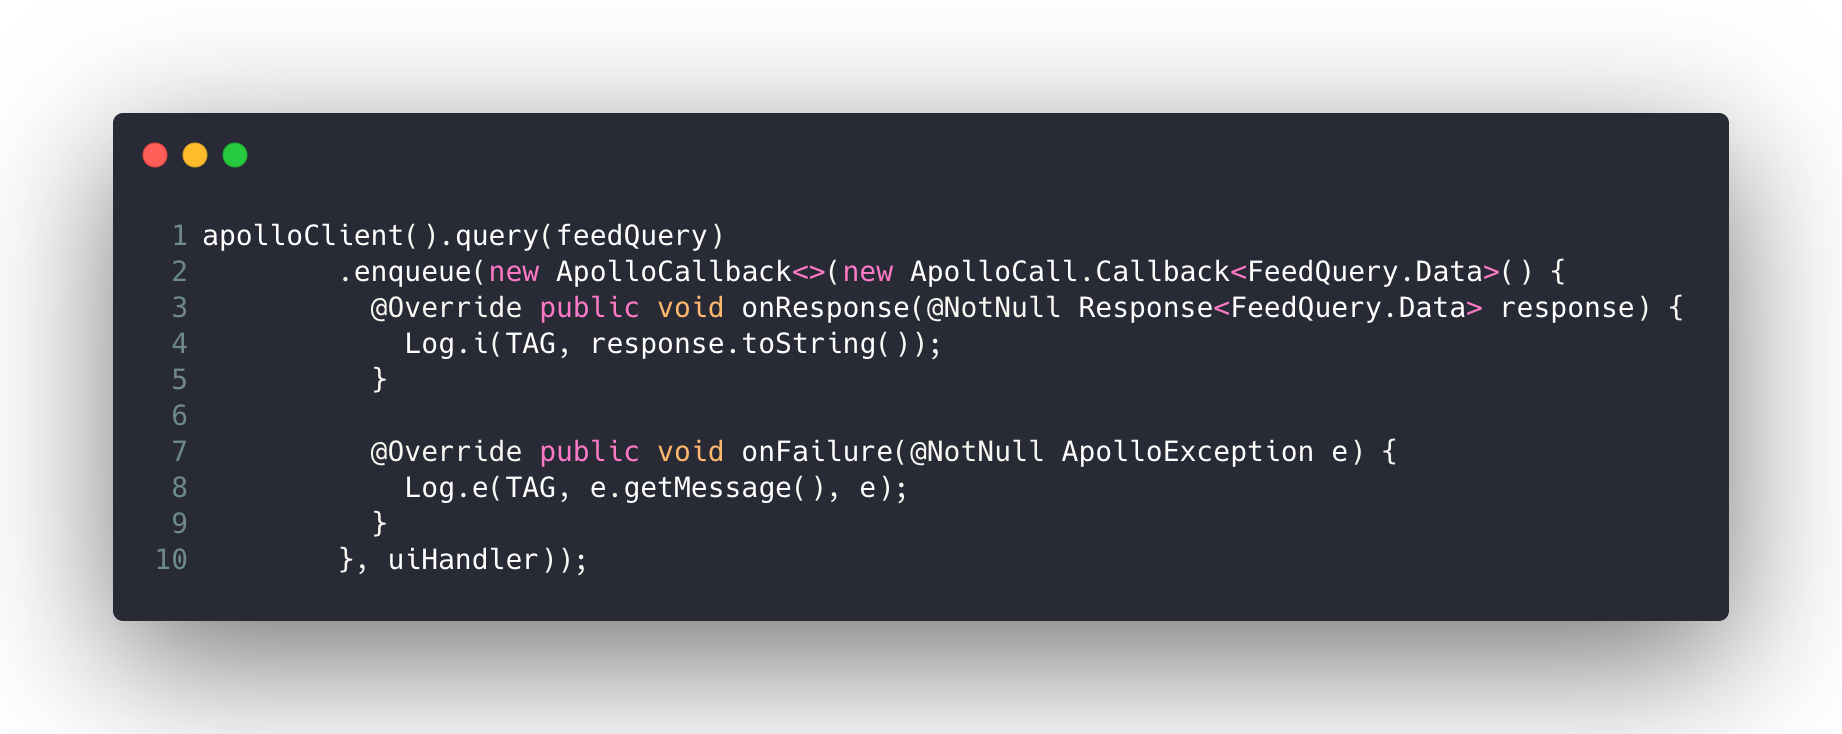 1 apolloClient().query(feedQuery)
2         .enqueue(new ApolloCallback<>(new ApolloCall.Callback<FeedQuery.Data>() {
3           @Override public void onResponse(@NotNull Response<FeedQuery.Data> response) {
4             Log.i(TAG, response.toString());
5           }
6
7           @Override public void onFailure(@NotNull ApolloException e) {
8             Log.e(TAG, e.getMessage(), e);
9           }
10         }, uiHandler));